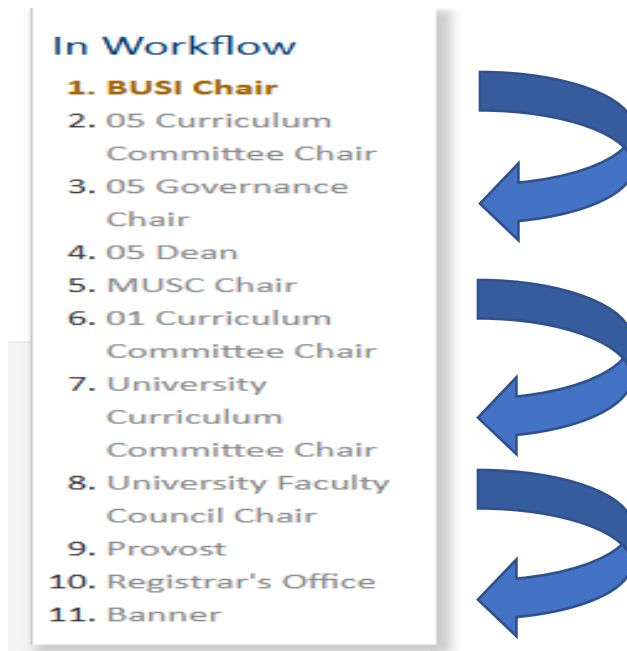 In Workflow
1. BUSI Chair
2. 05 Curriculum
Committee Chair
3. 05 Governance
Chair
4. 05 Dean
5. MUSC Chair
6. 01 Curriculum
Committee Chair
7. University
Curriculum
Committee Chair
8. University Faculty
Council Chair
9. Provost
10. Registrar's Office
11. Banner